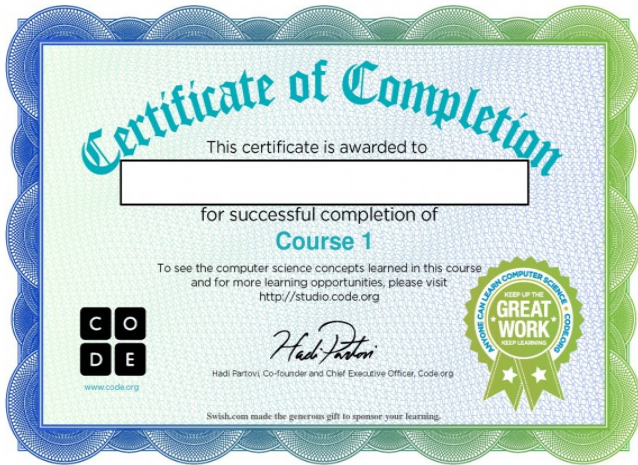 Certificate of Completion
This certificate is awarded to
for successful completion of
Course 1
To see the computer science concepts learned in this course
and for more learning opportunities, please visit
http://studio.code.org
C O
D E
www.code.org
Hadi Partovi
Hadi Partovi, Co-founder and Chief Executive Officer, Code.org
ANYONE CAN LEARN COMPUTER SCIENCE • CODE.ORG
KEEP UP THE
GREAT
WORK
KEEP LEARNING
Swish.com made the generous gift to sponsor your learning.